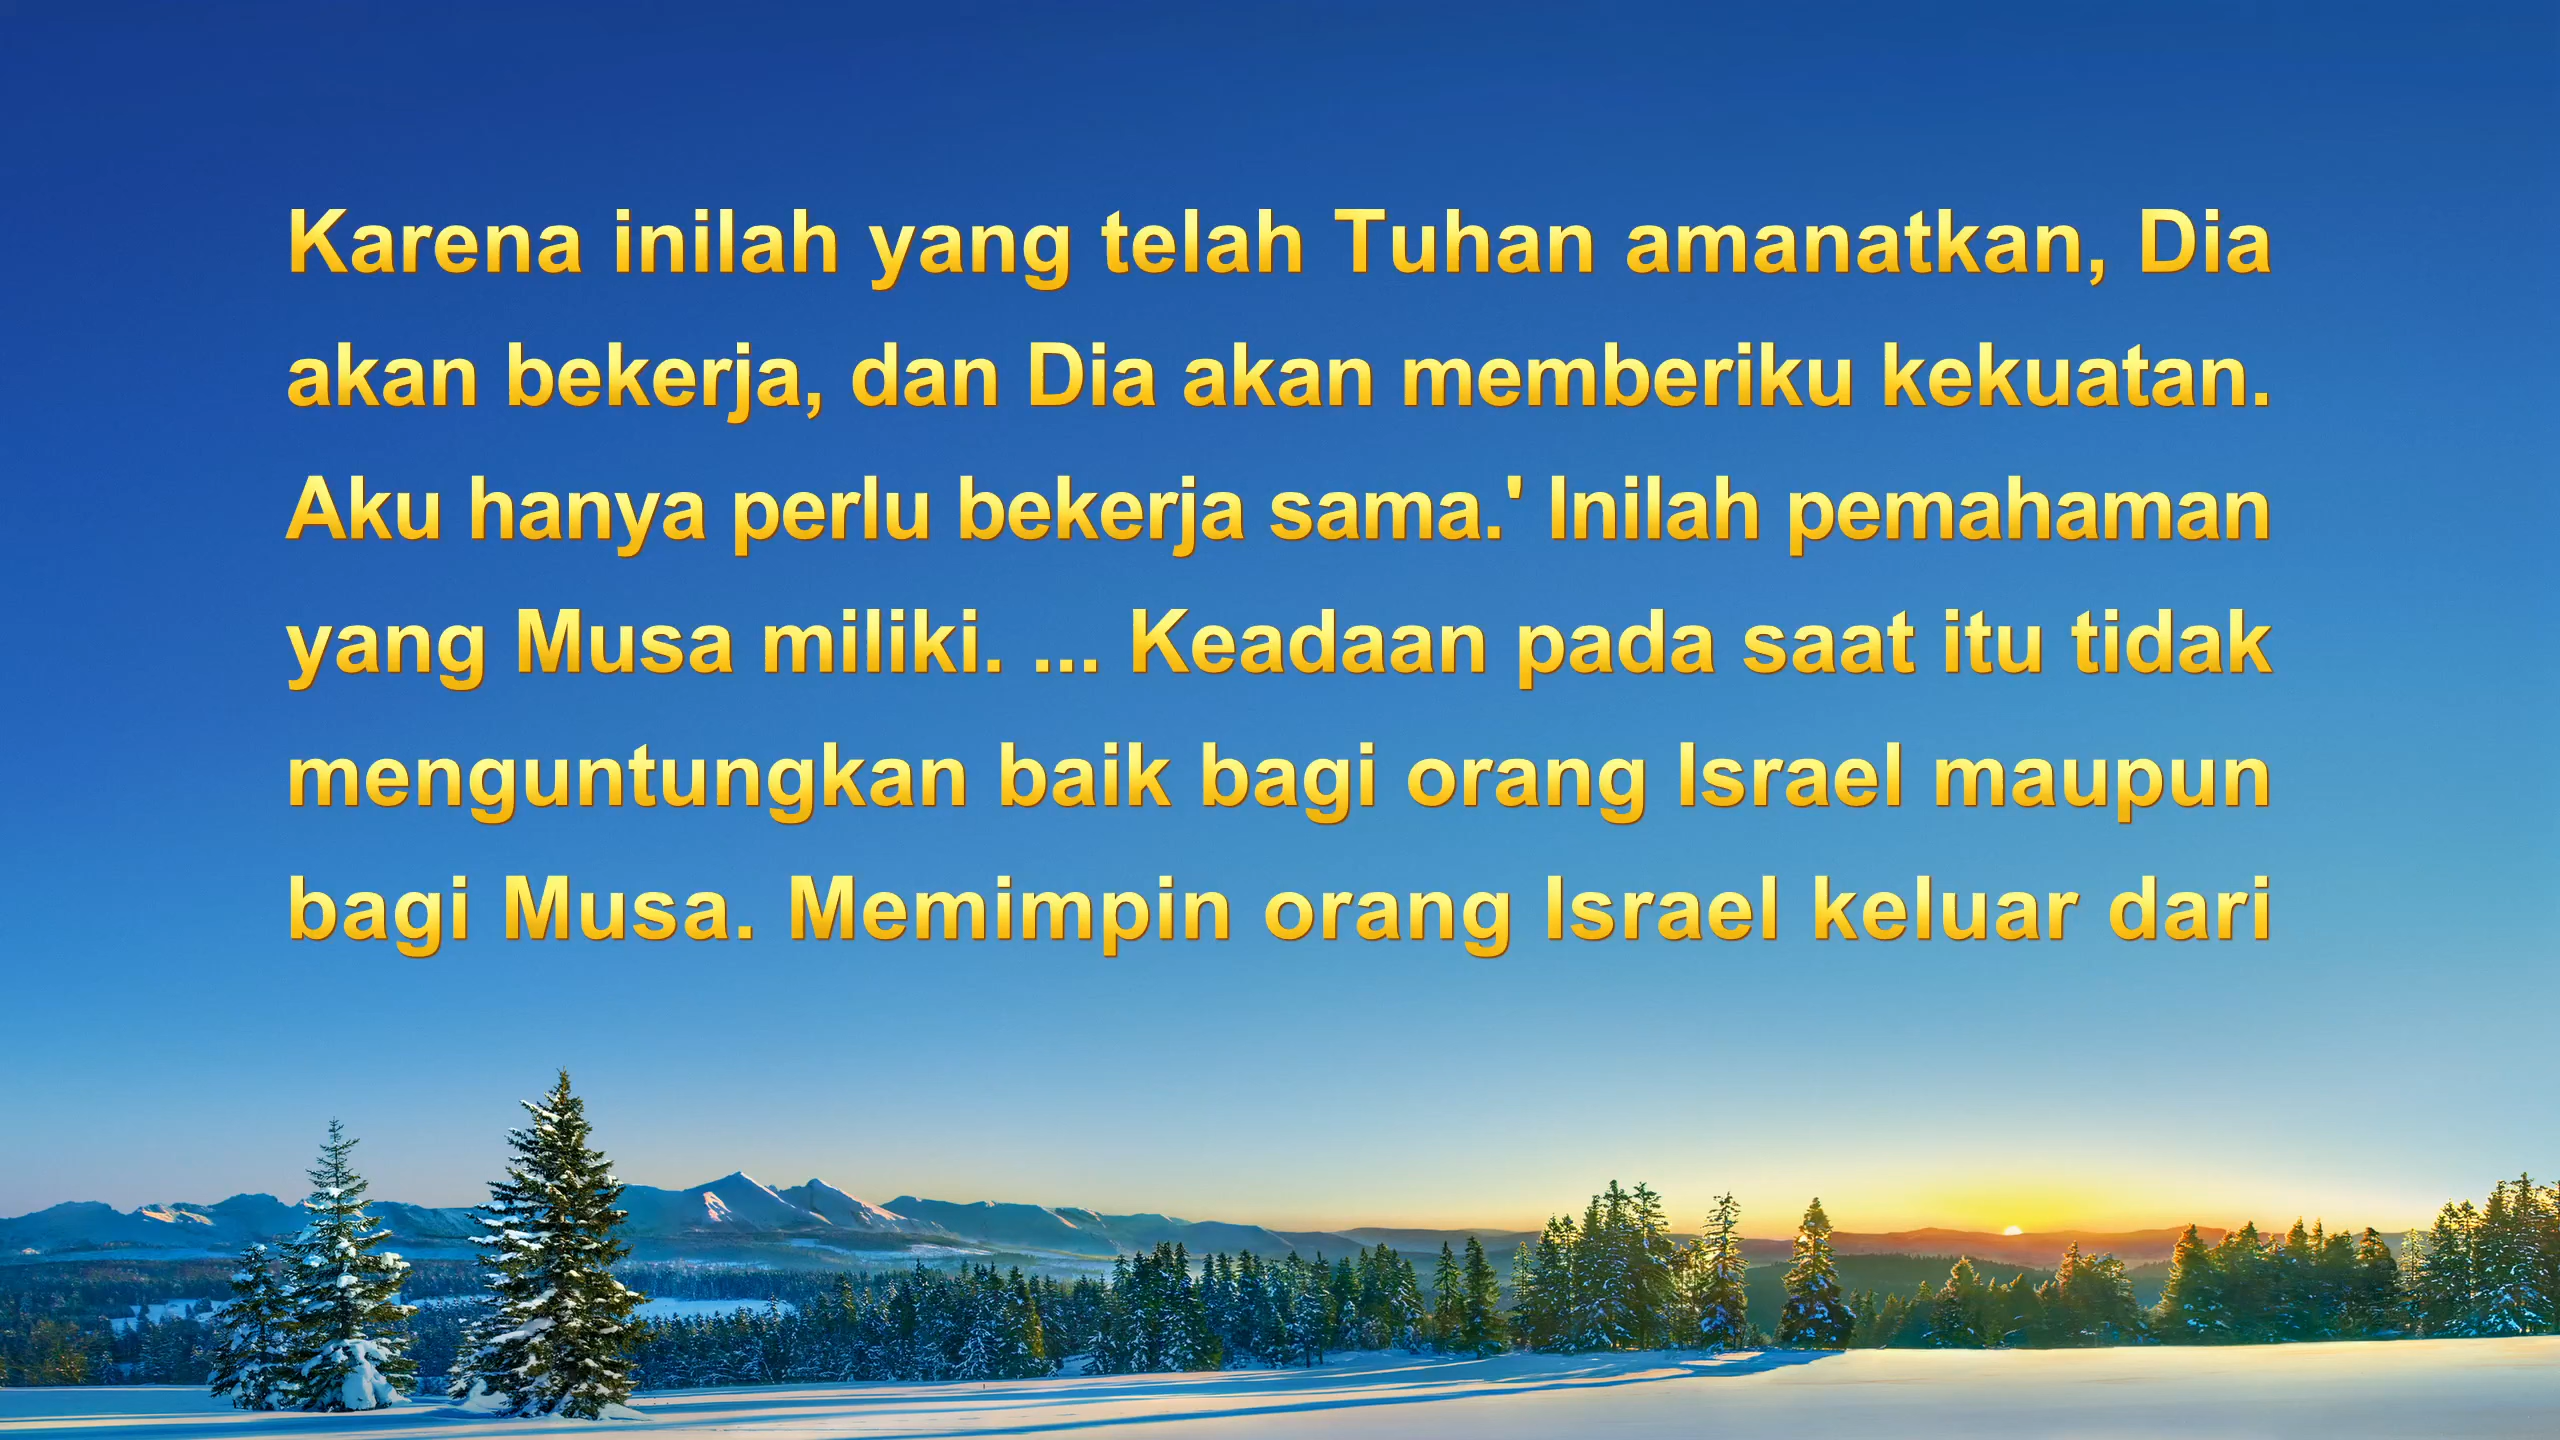 Karena inilah yang telah Tuhan amanatkan, Dia
akan bekerja, dan Dia akan memberiku kekuatan.
Aku hanya perlu bekerja sama.' Inilah pemahaman
yang Musa miliki. ... Keadaan pada saat itu tidak
menguntungkan baik bagi orang Israel maupun
bagi Musa. Memimpin orang Israel keluar dari